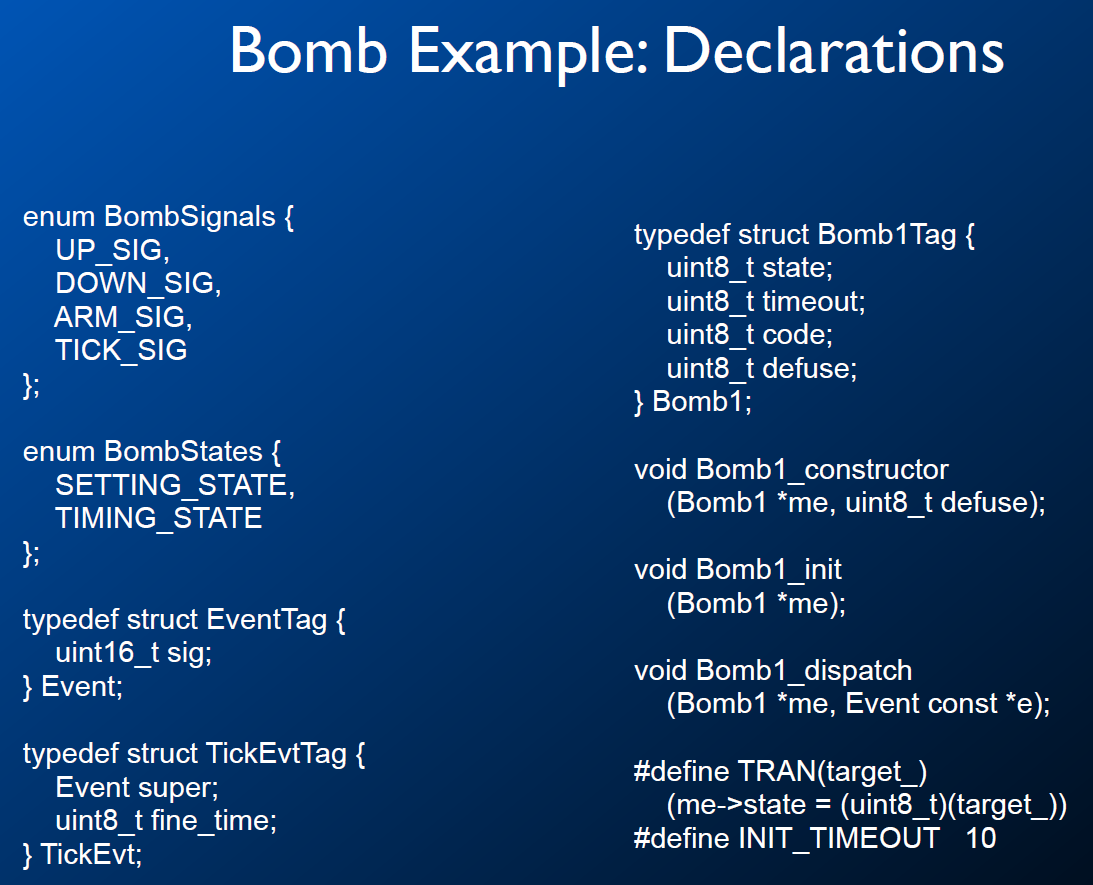 Bomb Example: Declarations
enum BombSignals {
    UP_SIG,
    DOWN_SIG,
    ARM_SIG,
    TICK_SIG
};
enum BombStates {
    SETTING_STATE,
    TIMING_STATE
};
typedef struct EventTag {
    uint16_t sig;
} Event;
typedef struct TickEvtTag {
    Event super;
    uint8_t fine_time;
} TickEvt;
typedef struct Bomb1Tag {
    uint8_t state;
    uint8_t timeout;
    uint8_t code;
    uint8_t defuse;
} Bomb1;
void Bomb1_constructor
    (Bomb1 *me, uint8_t defuse);
void Bomb1_init
    (Bomb1 *me);
void Bomb1_dispatch
    (Bomb1 *me, Event const *e);
#define TRAN(target_)
    (me->state = (uint8_t)(target_))
#define INIT_TIMEOUT   10